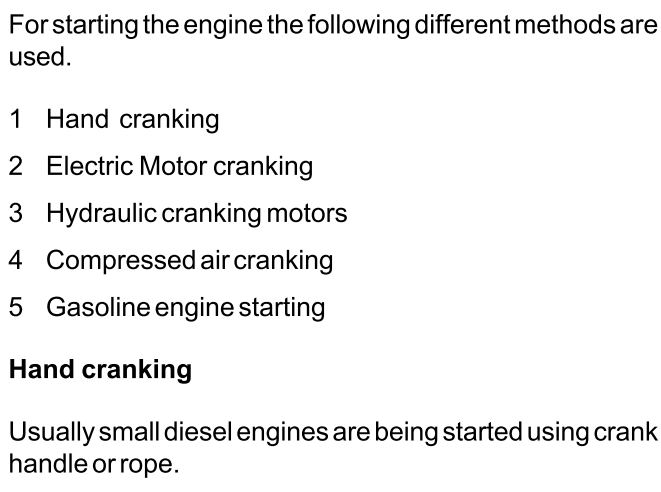 For starting the engine the following different methods are
used.
1 Hand cranking
2 Electric Motor cranking
3 Hydraulic cranking motors
4 Compressed air cranking
5 Gasoline engine starting
Hand cranking
Usually small diesel engines are being started using crank
handle or rope.